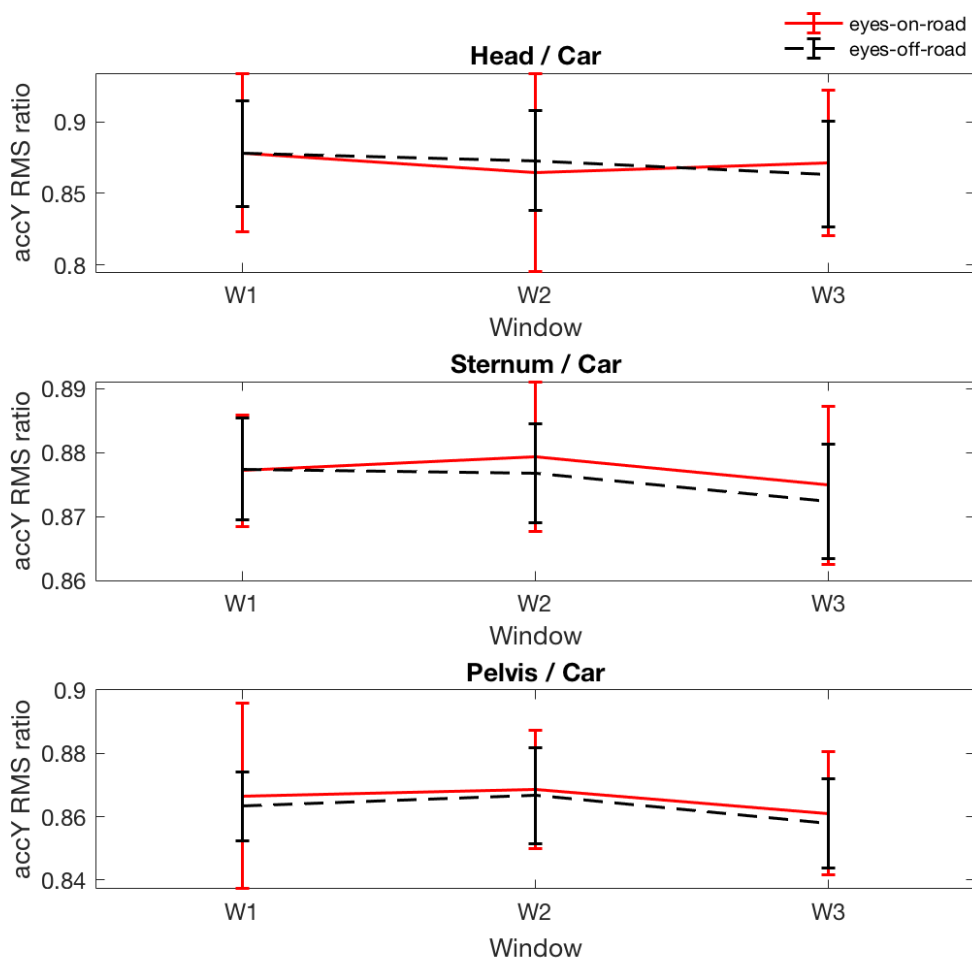 eyes-on-road
eyes-off-road
Head / Car
accY RMS ratio
0.9
0.85
0.8
W1 W2 W3
Window
Sternum / Car
accY RMS ratio
0.89
0.88
0.87
0.86
W1 W2 W3
Window
Pelvis / Car
accY RMS ratio
0.9
0.88
0.86
0.84
W1 W2 W3
Window